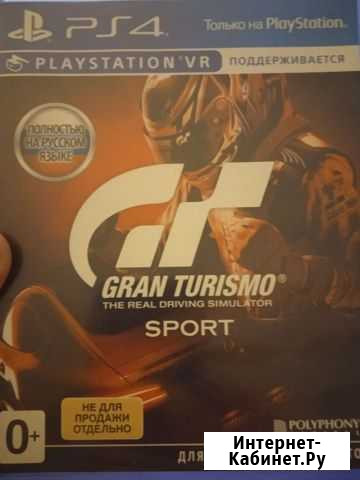 PS4
Только на PlayStation
PLAYSTATION®VR
ПОДДЕРЖИВАЕТСЯ
ПОЛНОСТЬЮ
НА РУССКОМ
ЯЗЫКЕ
GT
GRAN TURISMO®
THE REAL DRIVING SIMULATOR
SPORT
НЕ ДЛЯ
ПРОДАЖИ
ОТДЕЛЬНО
0+
POLYPHONY
ДЛЯ
Интернет-
Кабинет.Ру